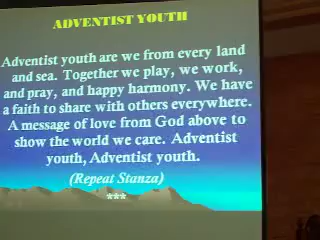 ADVENTIST YOUTH
Adventist youth are we from every land
and sea. Together we play, we work,
and pray, and happy harmony. We have
a faith to share with others everywhere.
A message of love from God above to
show the world we care. Adventist
youth, Adventist youth.
(Repeat Stanza)
***